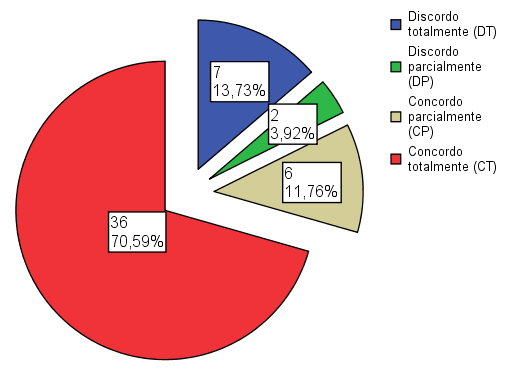 Discordo
totalmente (DT)
Discordo
parcialmente
(DP)
Concordo
parcialmente
(CP)
Concordo
totalmente (CT)
7
13,73%
2
3,92%
6
11,76%
36
70,59%